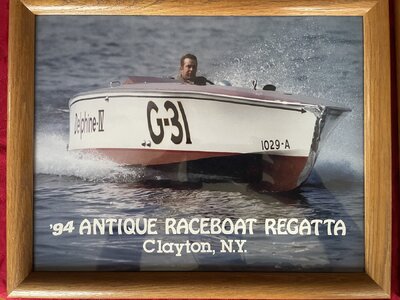 Delphine-IV
G-31
1029-A
'94 ANTIQUE RACEBOAT REGATTA
Clayton, N.Y.